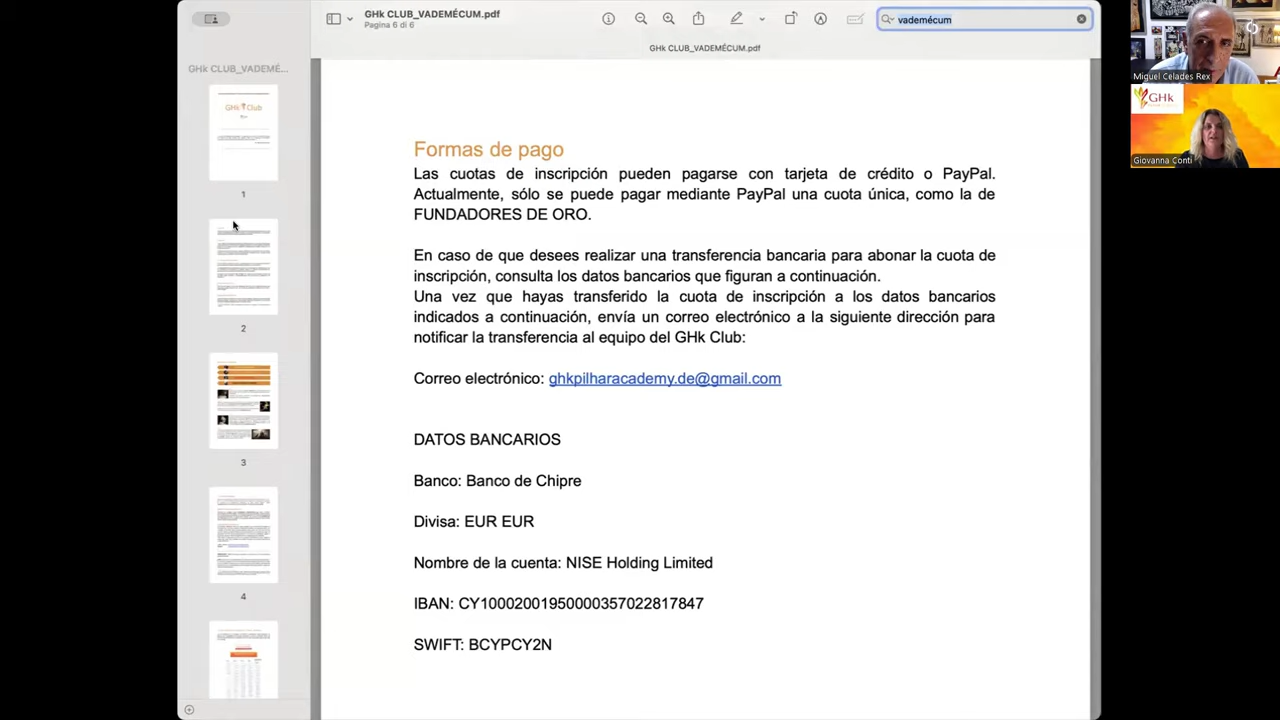 GHk CLUB_VADEMÉCUM.pdf
Página 6 di 6
vademécum
GHk CLUB_VADEMÉCUM.pdf
GHk CLUB_VADEMÉ...
GHk Club
1
2
3
4
Formas de pago
Las cuotas de inscripción pueden pagarse con tarjeta de crédito o PayPal.
Actualmente, sólo se puede pagar mediante PayPal una cuota única, como la de
FUNDADORES DE ORO.
En caso de que desees realizar una transferencia bancaria para abonar la cuota de
inscripción, consulta los datos bancarios que figuran a continuación.
Una vez que hayas transferido la cuota de inscripción a los datos bancarios
indicados a continuación, envía un correo electrónico a la siguiente dirección para
notificar la transferencia al equipo del GHk Club:
Correo electrónico: ghkpilharacademy.de@gmail.com
DATOS BANCARIOS
Banco: Banco de Chipre
Divisa: EUR EUR
Nombre de la cuenta: NISE Holding Limited
IBAN: CY10002001950000357022817847
SWIFT: BCYPCY2N
Miguel Celades Rex
GHk
Giovanna Conti